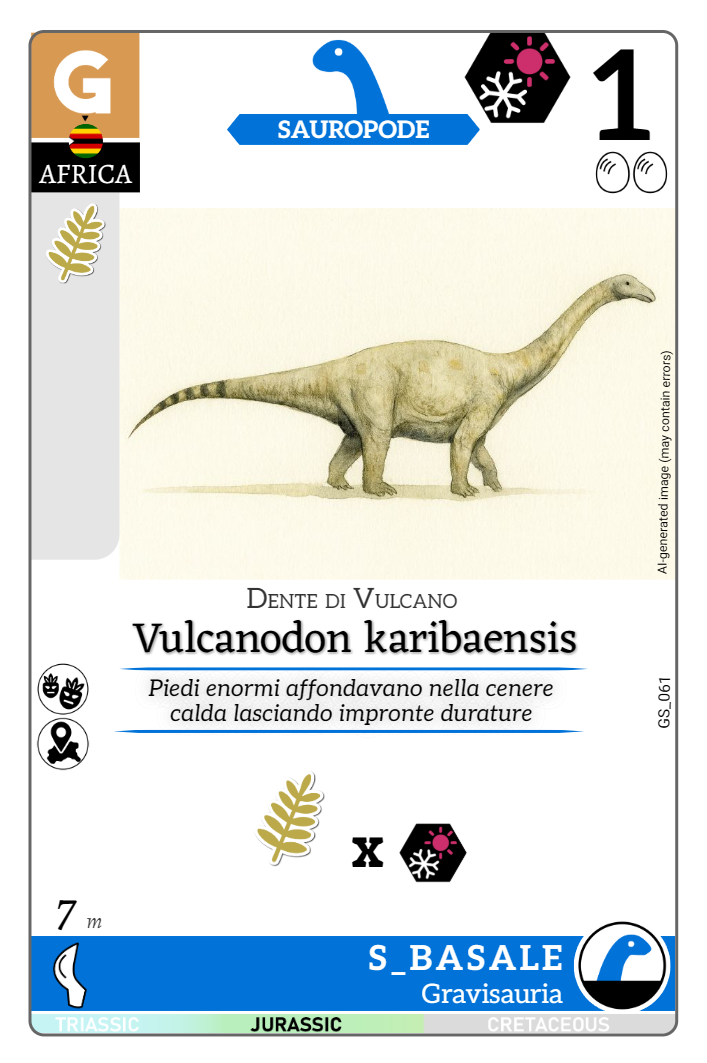 G
AFRICA
SAUROPODE
1
AI-generated image (may contain errors)
Dente di Vulcano
Vulcanodon karibaensis
Piedi enormi affondavano nella cenere
calda lasciando impronte durature
GS_061
x
7 m
S_BASALE
Gravisauria
TRIASSIC JURASSIC CRETACEOUS